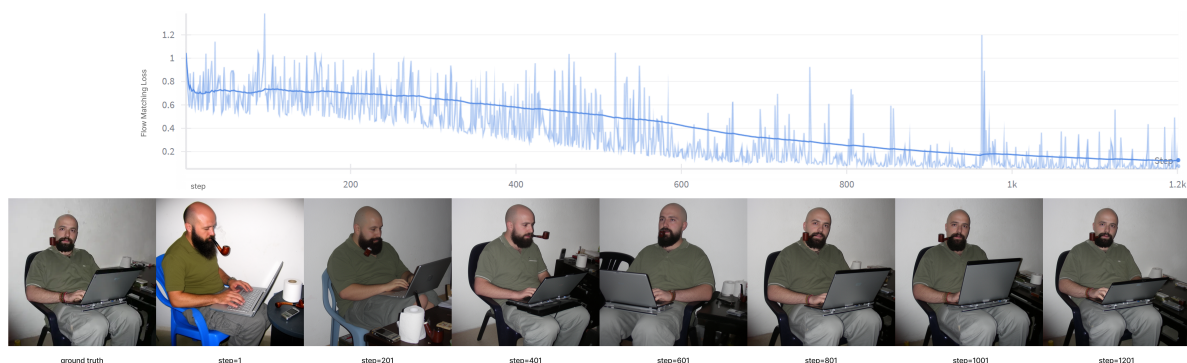 1.2
1
0.8
0.6
0.4
0.2
Flow Matching Loss
Step
step
200
400
600
800
1k
1.2k
ground truth
step=1
step=201
step=401
step=601
step=801
step=1001
step=1201